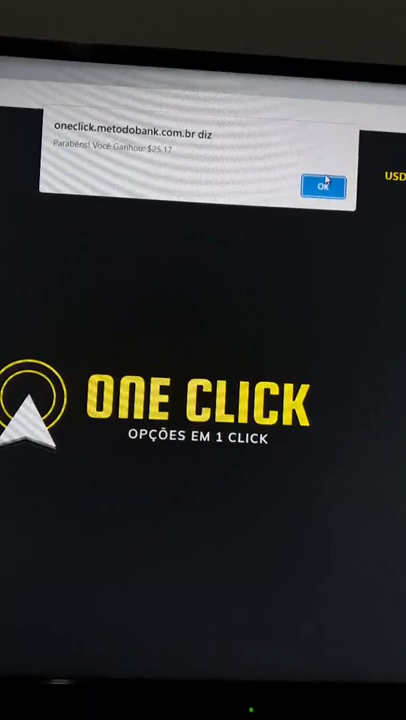 oneclick.metodobank.com.br diz
Parabéns! Você Ganhou: $25.17
OK
USD
ONE CLICK
OPÇÕES EM 1 CLICK